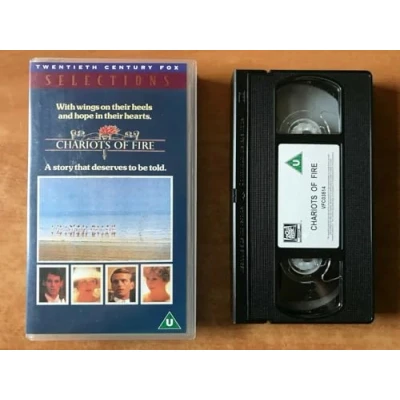 TWENTIETH CENTURY FOX
SELECTIONS
With wings on their heels
and hope in their hearts.
CHARIOTS OF FIRE
A story that deserves to be told.
U
U
CHARIOTS OF FIRE
FOX